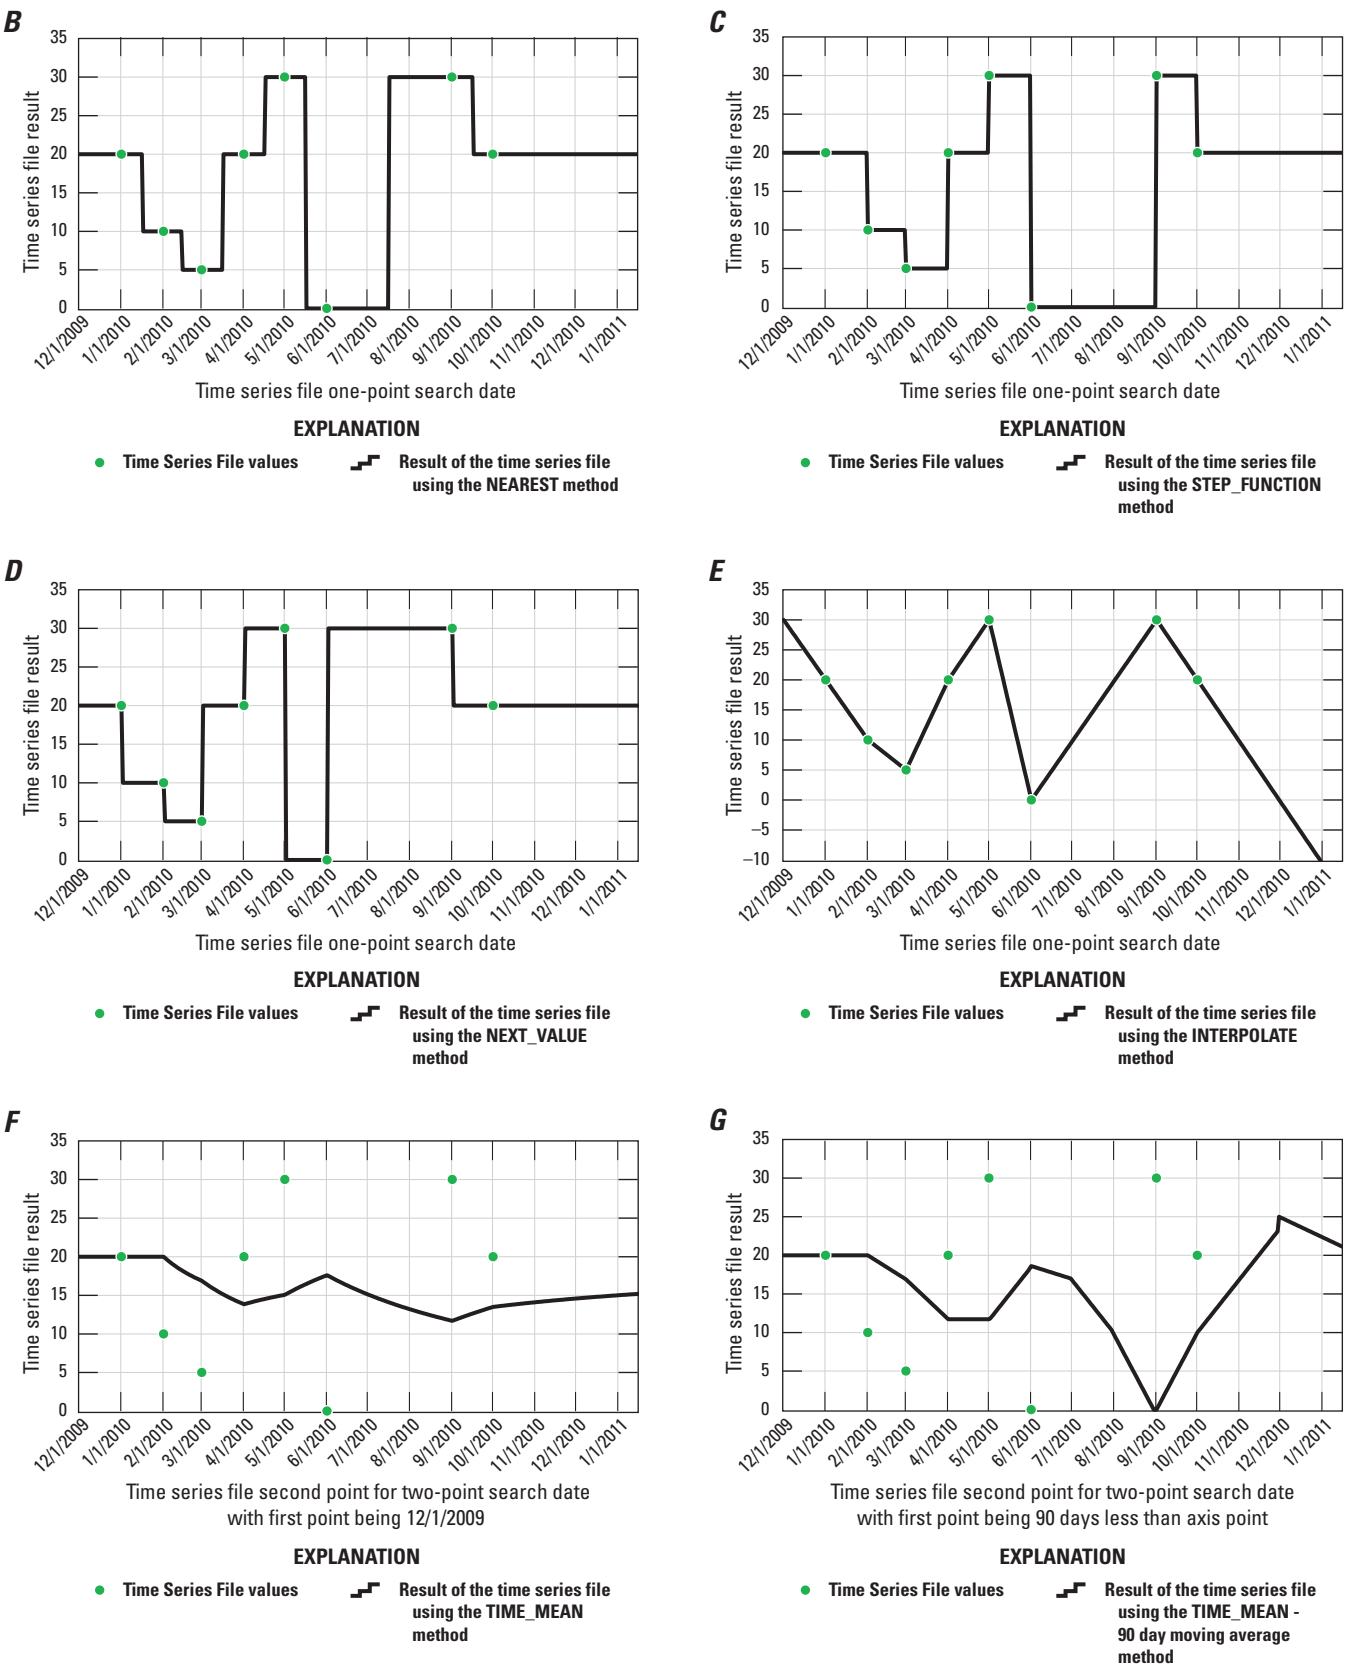 B
35
30
25
20
15
10
5
0
Time series file result
12/1/2009
1/1/2010
2/1/2010
3/1/2010
4/1/2010
5/1/2010
6/1/2010
7/1/2010
8/1/2010
9/1/2010
10/1/2010
11/1/2010
12/1/2010
1/1/2011
Time series file one-point search date
EXPLANATION
Time Series File values
Result of the time series file
using the NEAREST method
C
35
30
25
20
15
10
5
0
Time series file result
12/1/2009
1/1/2010
2/1/2010
3/1/2010
4/1/2010
5/1/2010
6/1/2010
7/1/2010
8/1/2010
9/1/2010
10/1/2010
11/1/2010
12/1/2010
1/1/2011
Time series file one-point search date
EXPLANATION
Time Series File values
Result of the time series file
using the STEP_FUNCTION
method
D
35
30
25
20
15
10
5
0
Time series file result
12/1/2009
1/1/2010
2/1/2010
3/1/2010
4/1/2010
5/1/2010
6/1/2010
7/1/2010
8/1/2010
9/1/2010
10/1/2010
11/1/2010
12/1/2010
1/1/2011
Time series file one-point search date
EXPLANATION
Time Series File values
Result of the time series file
using the NEXT_VALUE
method
E
35
30
25
20
15
10
5
0
−5
−10
Time series file result
12/1/2009
1/1/2010
2/1/2010
3/1/2010
4/1/2010
5/1/2010
6/1/2010
7/1/2010
8/1/2010
9/1/2010
10/1/2010
11/1/2010
12/1/2010
1/1/2011
Time series file one-point search date
EXPLANATION
Time Series File values
Result of the time series file
using the INTERPOLATE
method
F
35
30
25
20
15
10
5
0
Time series file result
12/1/2009
1/1/2010
2/1/2010
3/1/2010
4/1/2010
5/1/2010
6/1/2010
7/1/2010
8/1/2010
9/1/2010
10/1/2010
11/1/2010
12/1/2010
1/1/2011
Time series file second point for two-point search date
with first point being 12/1/2009
EXPLANATION
Time Series File values
Result of the time series file
using the TIME_MEAN
method
G
35
30
25
20
15
10
5
0
Time series file result
12/1/2009
1/1/2010
2/1/2010
3/1/2010
4/1/2010
5/1/2010
6/1/2010
7/1/2010
8/1/2010
9/1/2010
10/1/2010
11/1/2010
12/1/2010
1/1/2011
Time series file second point for two-point search date
with first point being 90 days less than axis point
EXPLANATION
Time Series File values
Result of the time series file
using the TIME_MEAN -
90 day moving average
method